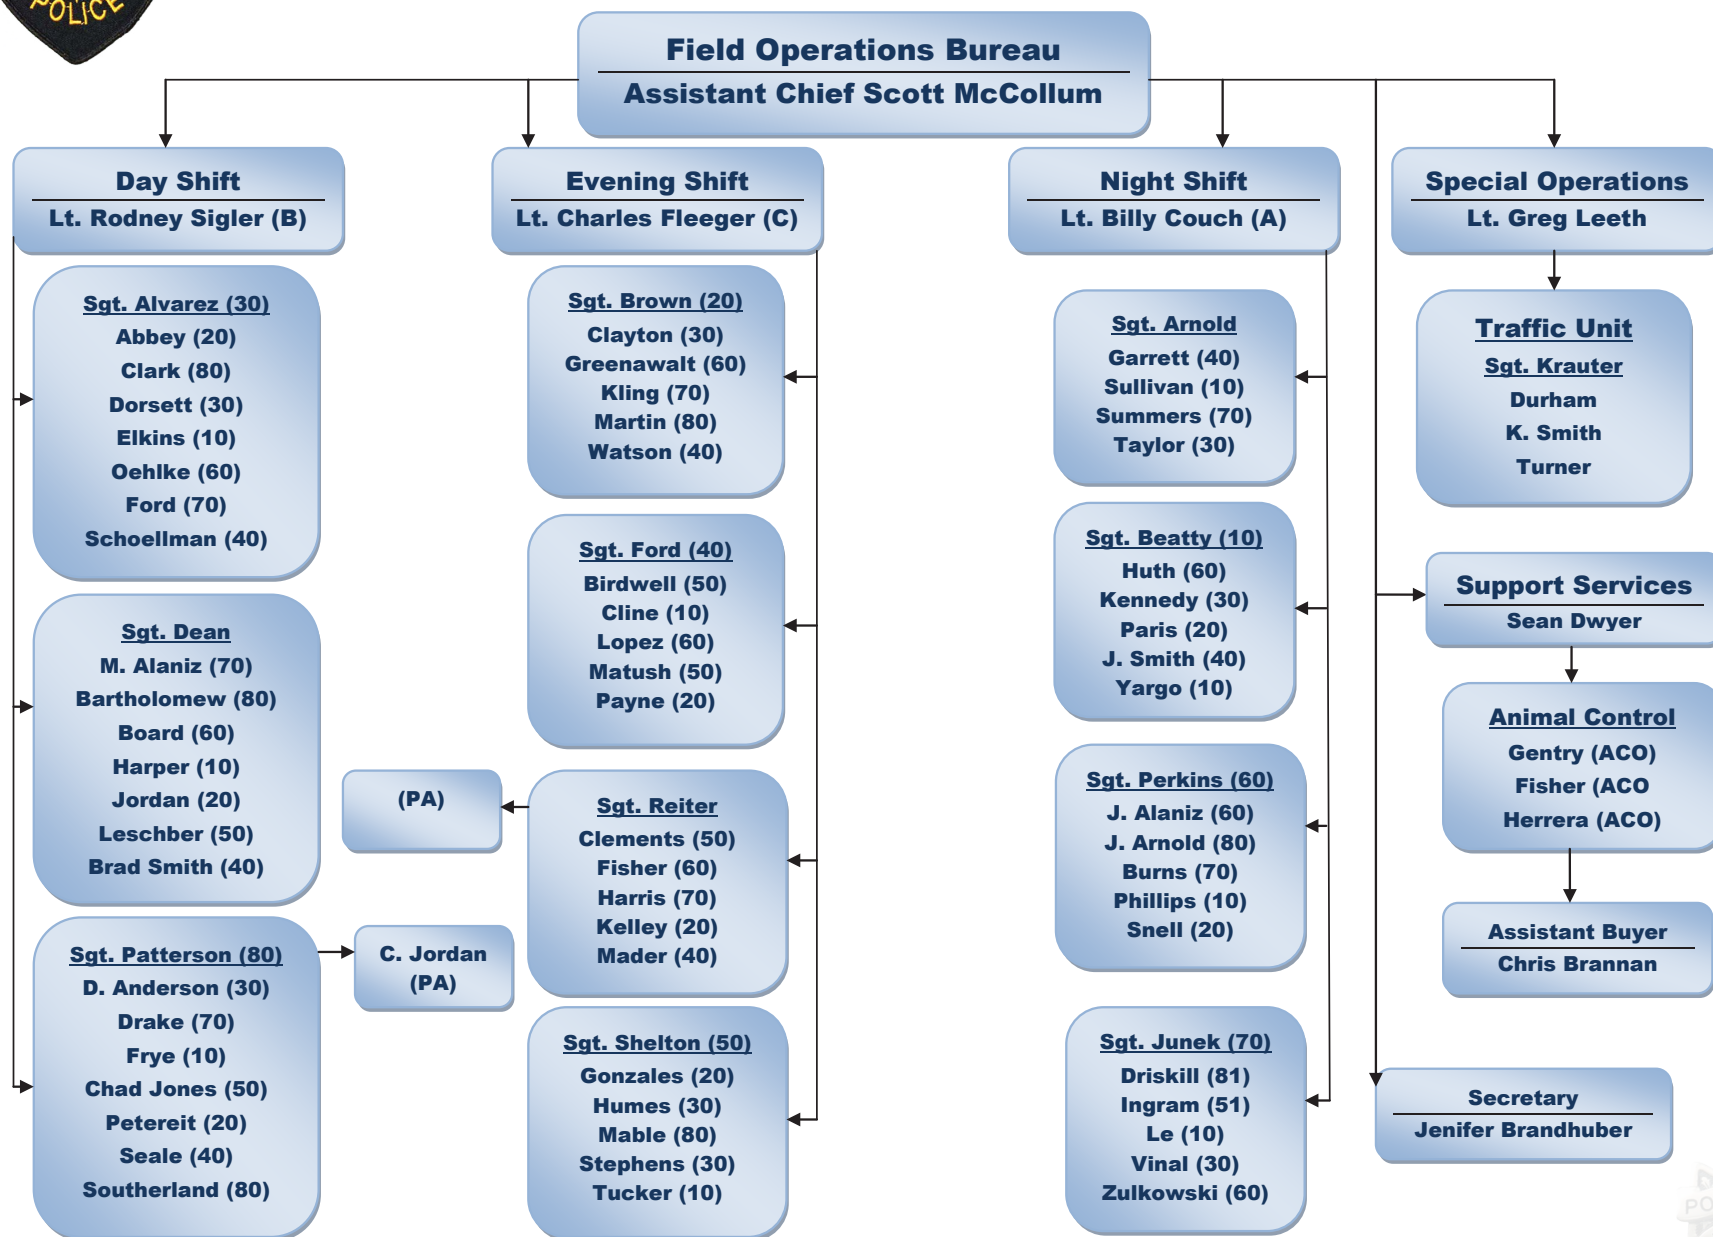 POLICE
Field Operations Bureau
Assistant Chief Scott McCollum
Day Shift
Lt. Rodney Sigler (B)
Sgt. Alvarez (30)
Abbey (20)
Clark (80)
Dorsett (30)
Elkins (10)
Oehlke (60)
Ford (70)
Schoellman (40)
Sgt. Dean
M. Alaniz (70)
Bartholomew (80)
Board (60)
Harper (10)
Jordan (20)
Leschber (50)
Brad Smith (40)
Sgt. Patterson (80)
D. Anderson (30)
Drake (70)
Frye (10)
Chad Jones (50)
Petereit (20)
Seale (40)
Southerland (80)
C. Jordan
(PA)
Evening Shift
Lt. Charles Fleeger (C)
Sgt. Brown (20)
Clayton (30)
Greenawalt (60)
Kling (70)
Martin (80)
Watson (40)
Sgt. Ford (40)
Birdwell (50)
Cline (10)
Lopez (60)
Matush (50)
Payne (20)
(PA)
Sgt. Reiter
Clements (50)
Fisher (60)
Harris (70)
Kelley (20)
Mader (40)
Sgt. Shelton (50)
Gonzales (20)
Humes (30)
Mable (80)
Stephens (30)
Tucker (10)
Night Shift
Lt. Billy Couch (A)
Sgt. Arnold
Garrett (40)
Sullivan (10)
Summers (70)
Taylor (30)
Sgt. Beatty (10)
Huth (60)
Kennedy (30)
Paris (20)
J. Smith (40)
Yargo (10)
Sgt. Perkins (60)
J. Alaniz (60)
J. Arnold (80)
Burns (70)
Phillips (10)
Snell (20)
Sgt. Junek (70)
Driskill (81)
Ingram (51)
Le (10)
Vinal (30)
Zulkowski (60)
Special Operations
Lt. Greg Leeth
Traffic Unit
Sgt. Krauter
Durham
K. Smith
Turner
Support Services
Sean Dwyer
Animal Control
Gentry (ACO)
Fisher (ACO
Herrera (ACO)
Assistant Buyer
Chris Brannan
Secretary
Jenifer Brandhuber